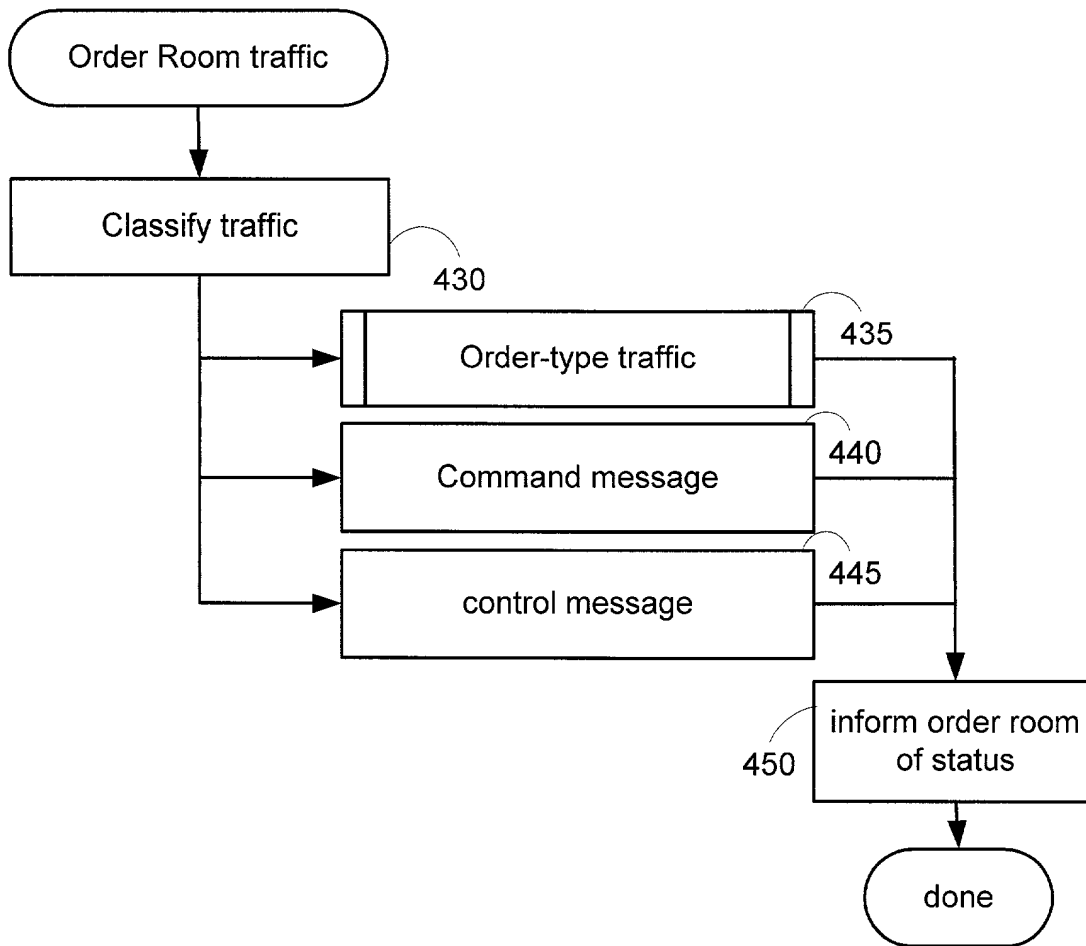 Order Room traffic
Classify traffic
430
Order-type traffic
435
Command message
440
control message
445
inform order room
of status
450
done